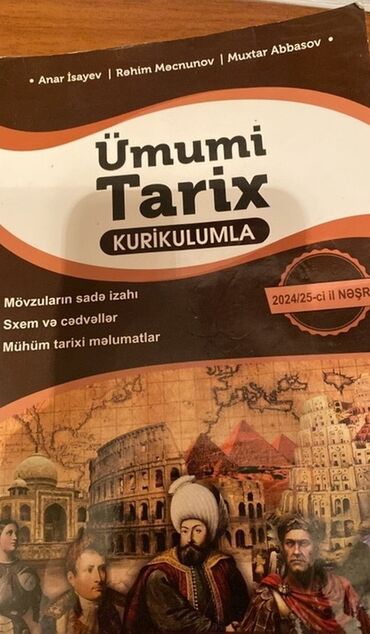 • Anar İsayev | Rəhim Məcnunov | Muxtar Abbasov •
Ümumi
Tarix
KURİKULUMLA
2024/25-ci il NƏŞR
Mövzuların sadə izahı
Sxem və cədvəllər
Mühüm tarixi məlumatlar